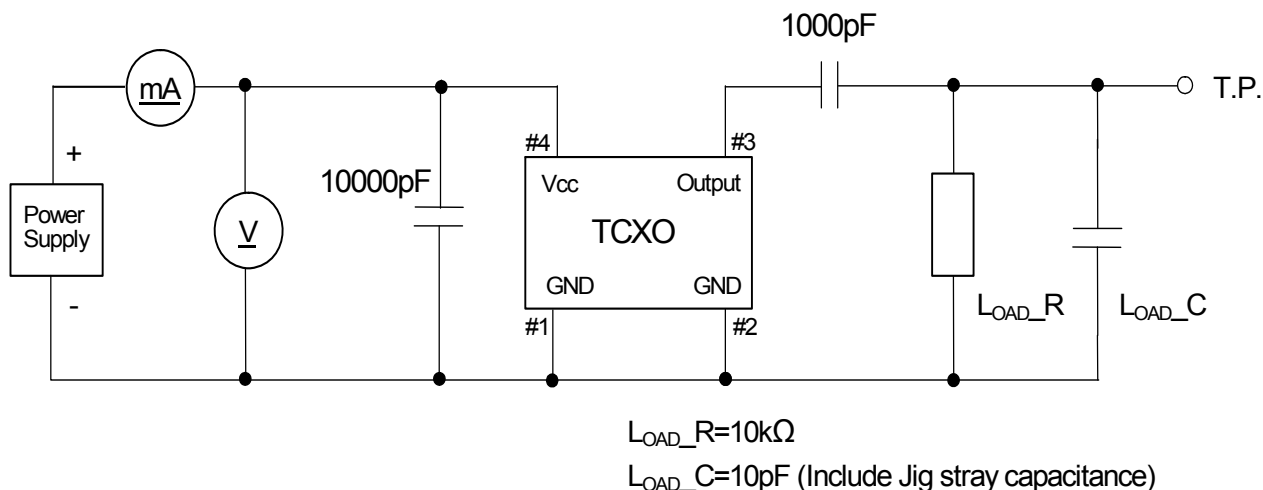 1000pF
mA
T.P.
+
#4
#3
10000pF
Vcc
Output
Power
Supply
V
TCXO
GND
GND
-
#1
#2
LOAD_R
LOAD_C
LOAD_R=10kΩ
LOAD_C=10pF (Include Jig stray capacitance)